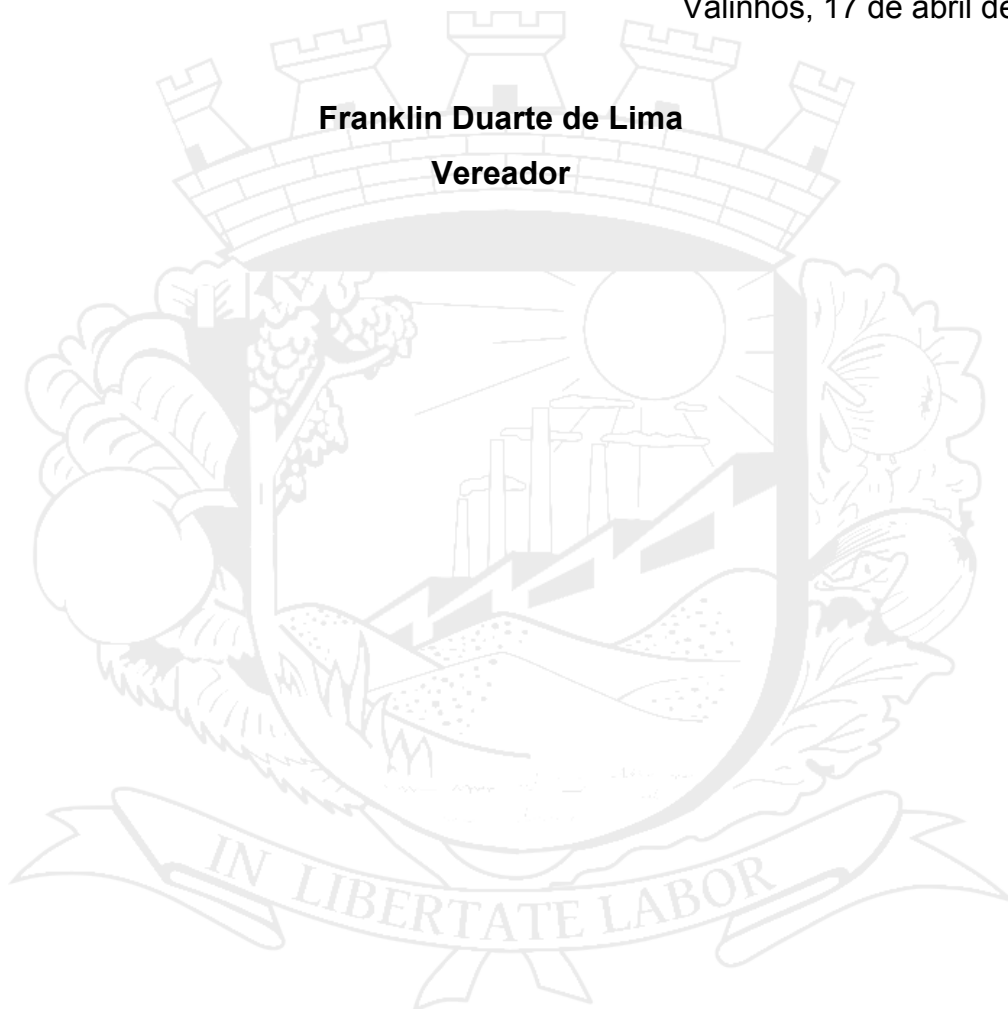 Valinhos, 17 de abril de
Franklin Duarte de Lima
Vereador
IN LIBERTATE LABOR